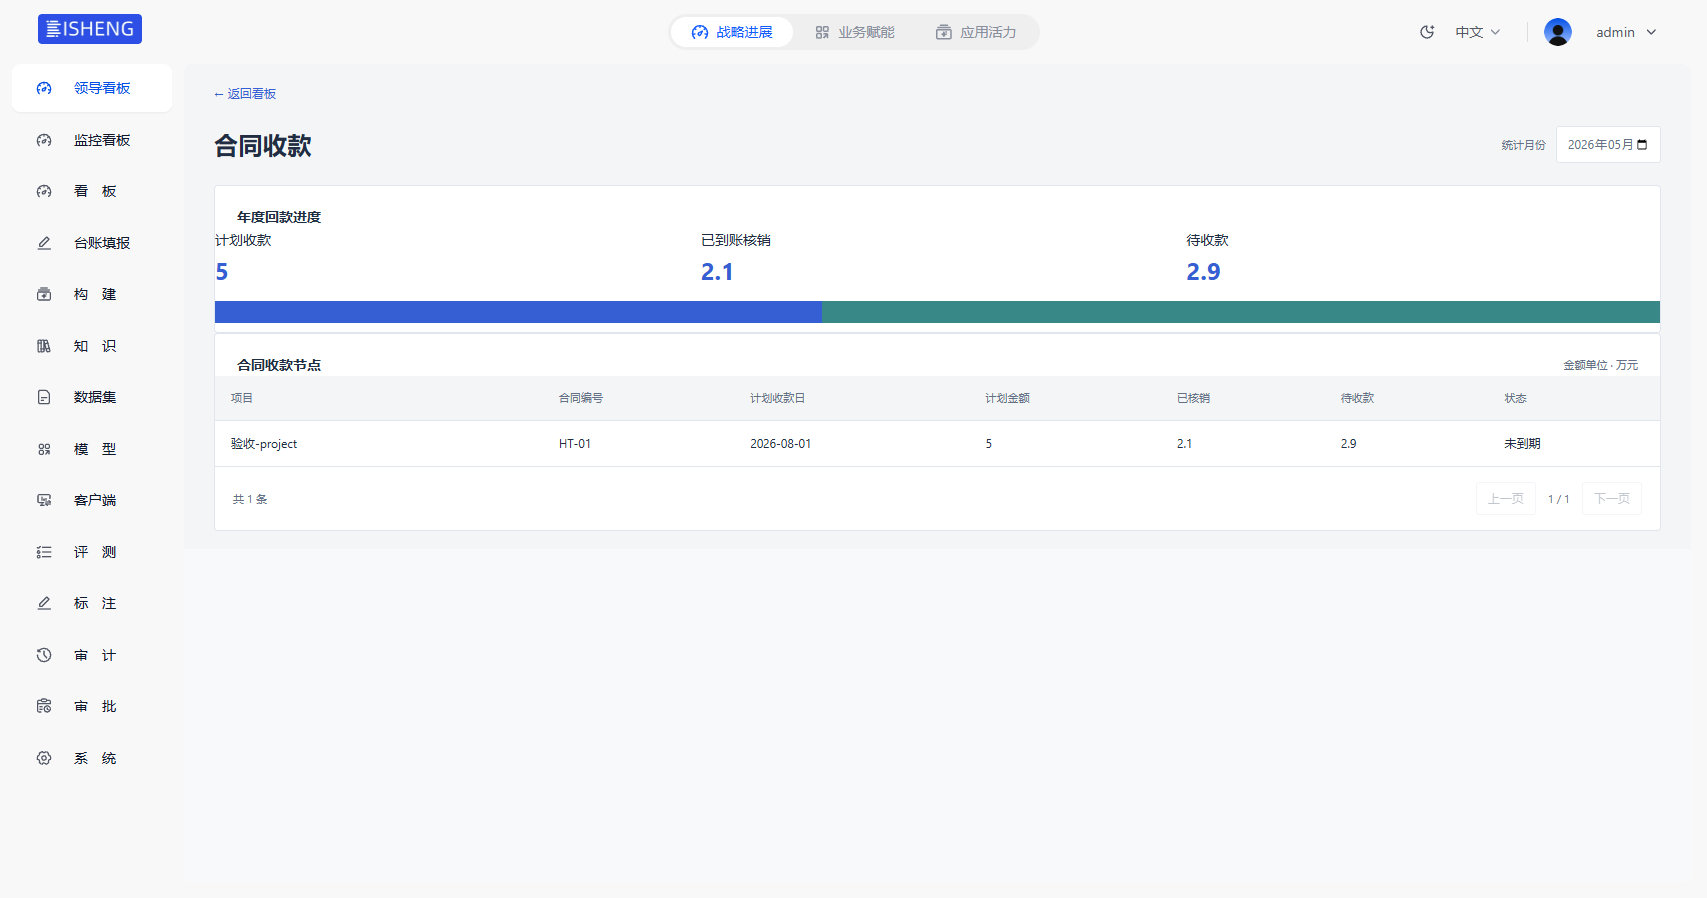 ISHENG
战略进展
业务赋能
应用活力
中文
admin
领导看板
监控看板
看 板
台账填报
构 建
知 识
数据集
模 型
客户端
评 测
标 注
审 计
审 批
系 统
← 返回看板
合同收款
统计月份
2026年05月
年度回款进度
计划收款
已到账核销
待收款
5
2.1
2.9
合同收款节点
金额单位 · 万元
项目 合同编号 计划收款日 计划金额 已核销 待收款 状态
验收-project HT-01 2026-08-01 5 2.1 2.9 未到期
共 1 条
上一页
1 / 1
下一页